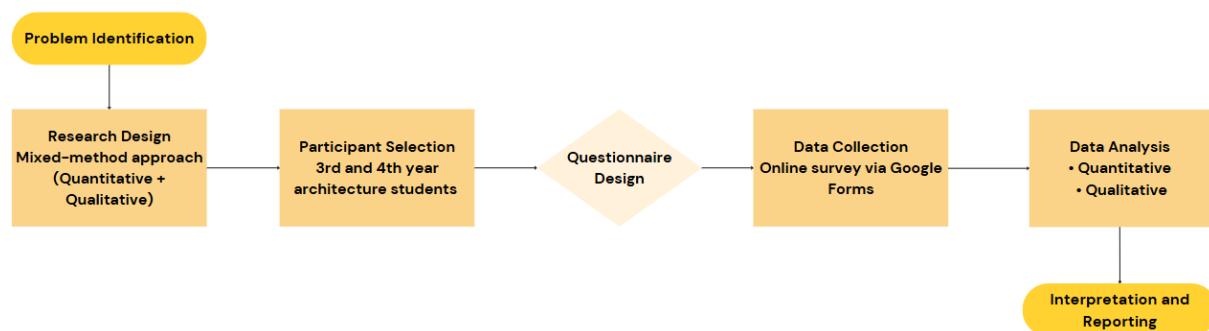 Problem Identification
Research Design
Mixed-method approach
(Quantitative +
Qualitative)
Participant Selection
3rd and 4th year
architecture students
Questionnaire
Design
Data Collection
Online survey via Google
Forms
Data Analysis
• Quantitative
• Qualitative
Interpretation and
Reporting